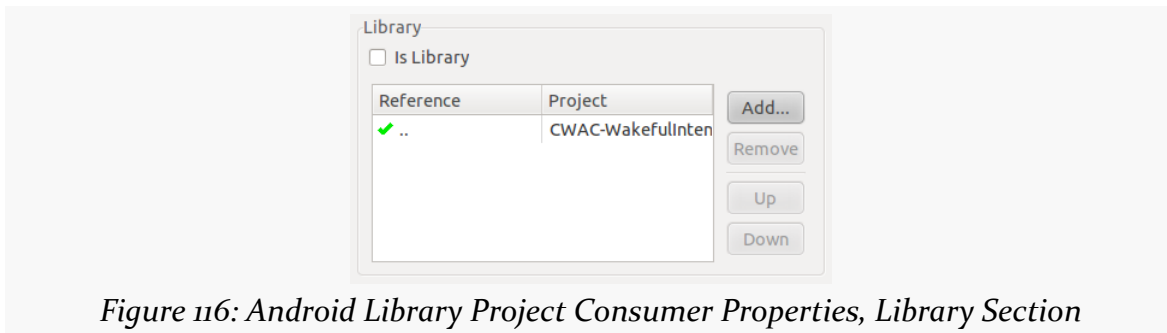 Library
Is Library
Reference Project
.. CWAC-WakefulInten
Add...
Remove
Up
Down
Figure 116: Android Library Project Consumer Properties, Library Section